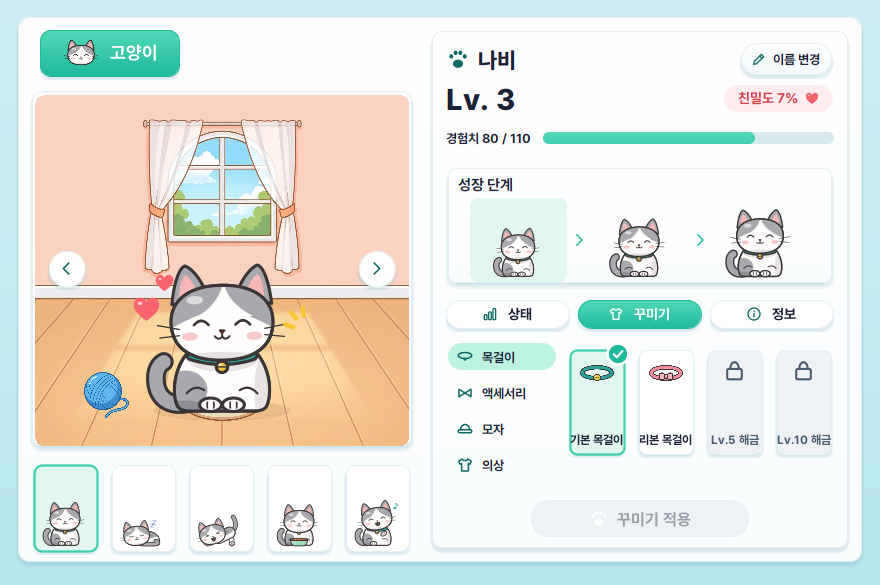 고양이
나비
이름 변경
Lv. 3
친밀도 7%
경험치 80 / 110
성장 단계
상태
꾸미기
정보
목걸이
액세서리
모자
의상
기본 목걸이
리본 목걸이
Lv.5 해금
Lv.10 해금
꾸미기 적용
z